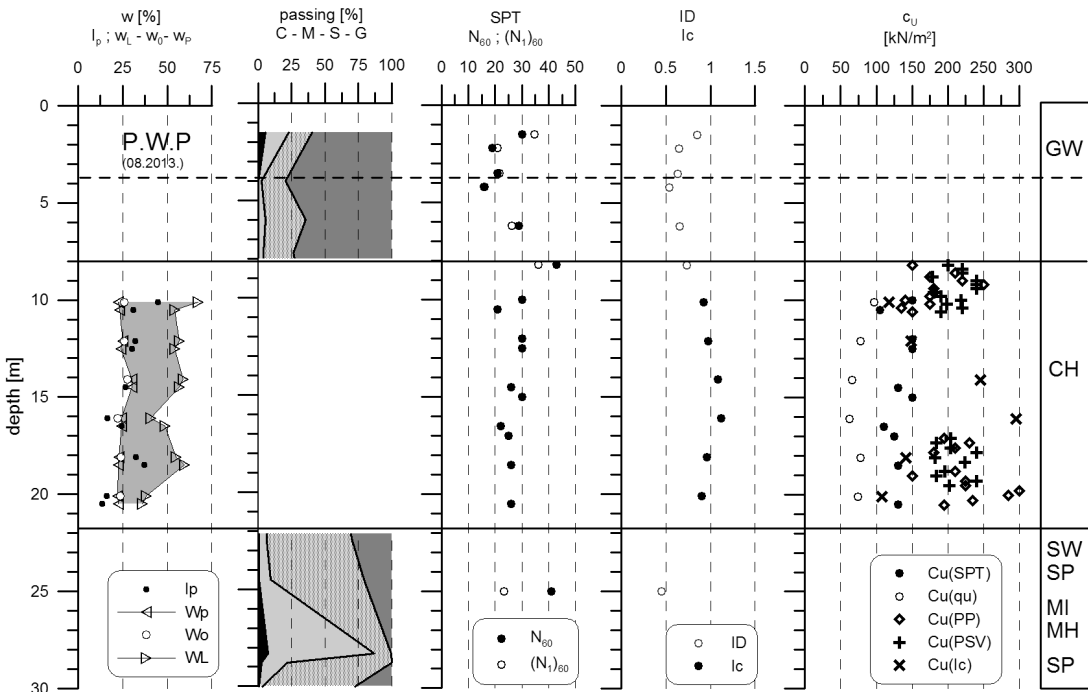 w [%]
Iₚ ; w_L - w₀- w_P
0 25 50 75
passing [%]
C - M - S - G
0 25 50 75 100
SPT
N₆₀ ; (N₁)₆₀
0 10 20 30 40 50
ID
Ic
0 0.5 1 1.5
c_U
[kN/m²]
0 50 100 150 200 250 300
depth [m]
0
5
10
15
20
25
30
P.W.P
(08.2013.)
GW
CH
SW
SP
MI
MH
SP
Ip
Wp
Wo
WL
N₆₀
(N₁)₆₀
ID
Ic
Cu(SPT)
Cu(qu)
Cu(PP)
Cu(PSV)
Cu(Ic)